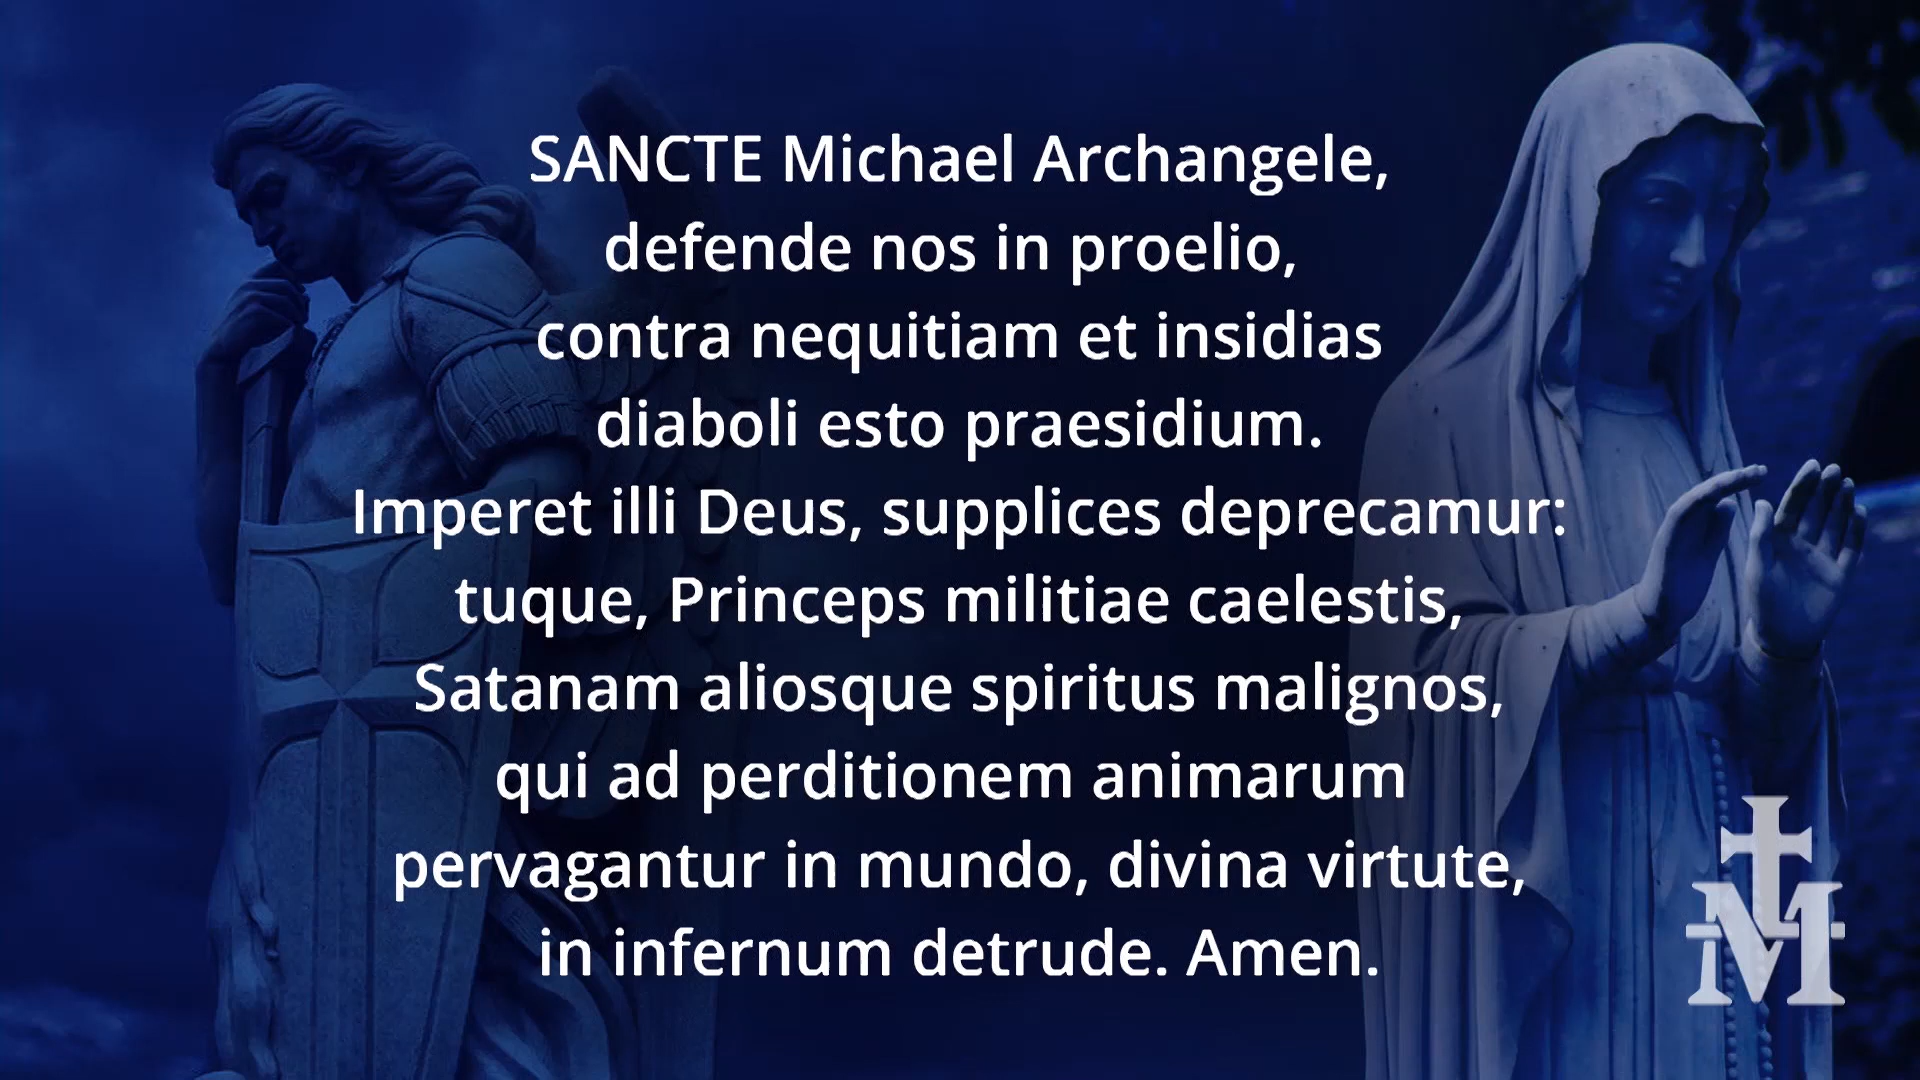 SANCTE Michael Archangele,
defende nos in proelio,
contra nequitiam et insidias
diaboli esto praesidium.
Imperet illi Deus, supplices deprecamur:
tuque, Princeps militiae caelestis,
Satanam aliosque spiritus malignos,
qui ad perditionem animarum
pervagantur in mundo, divina virtute,
in infernum detrude. Amen.
M